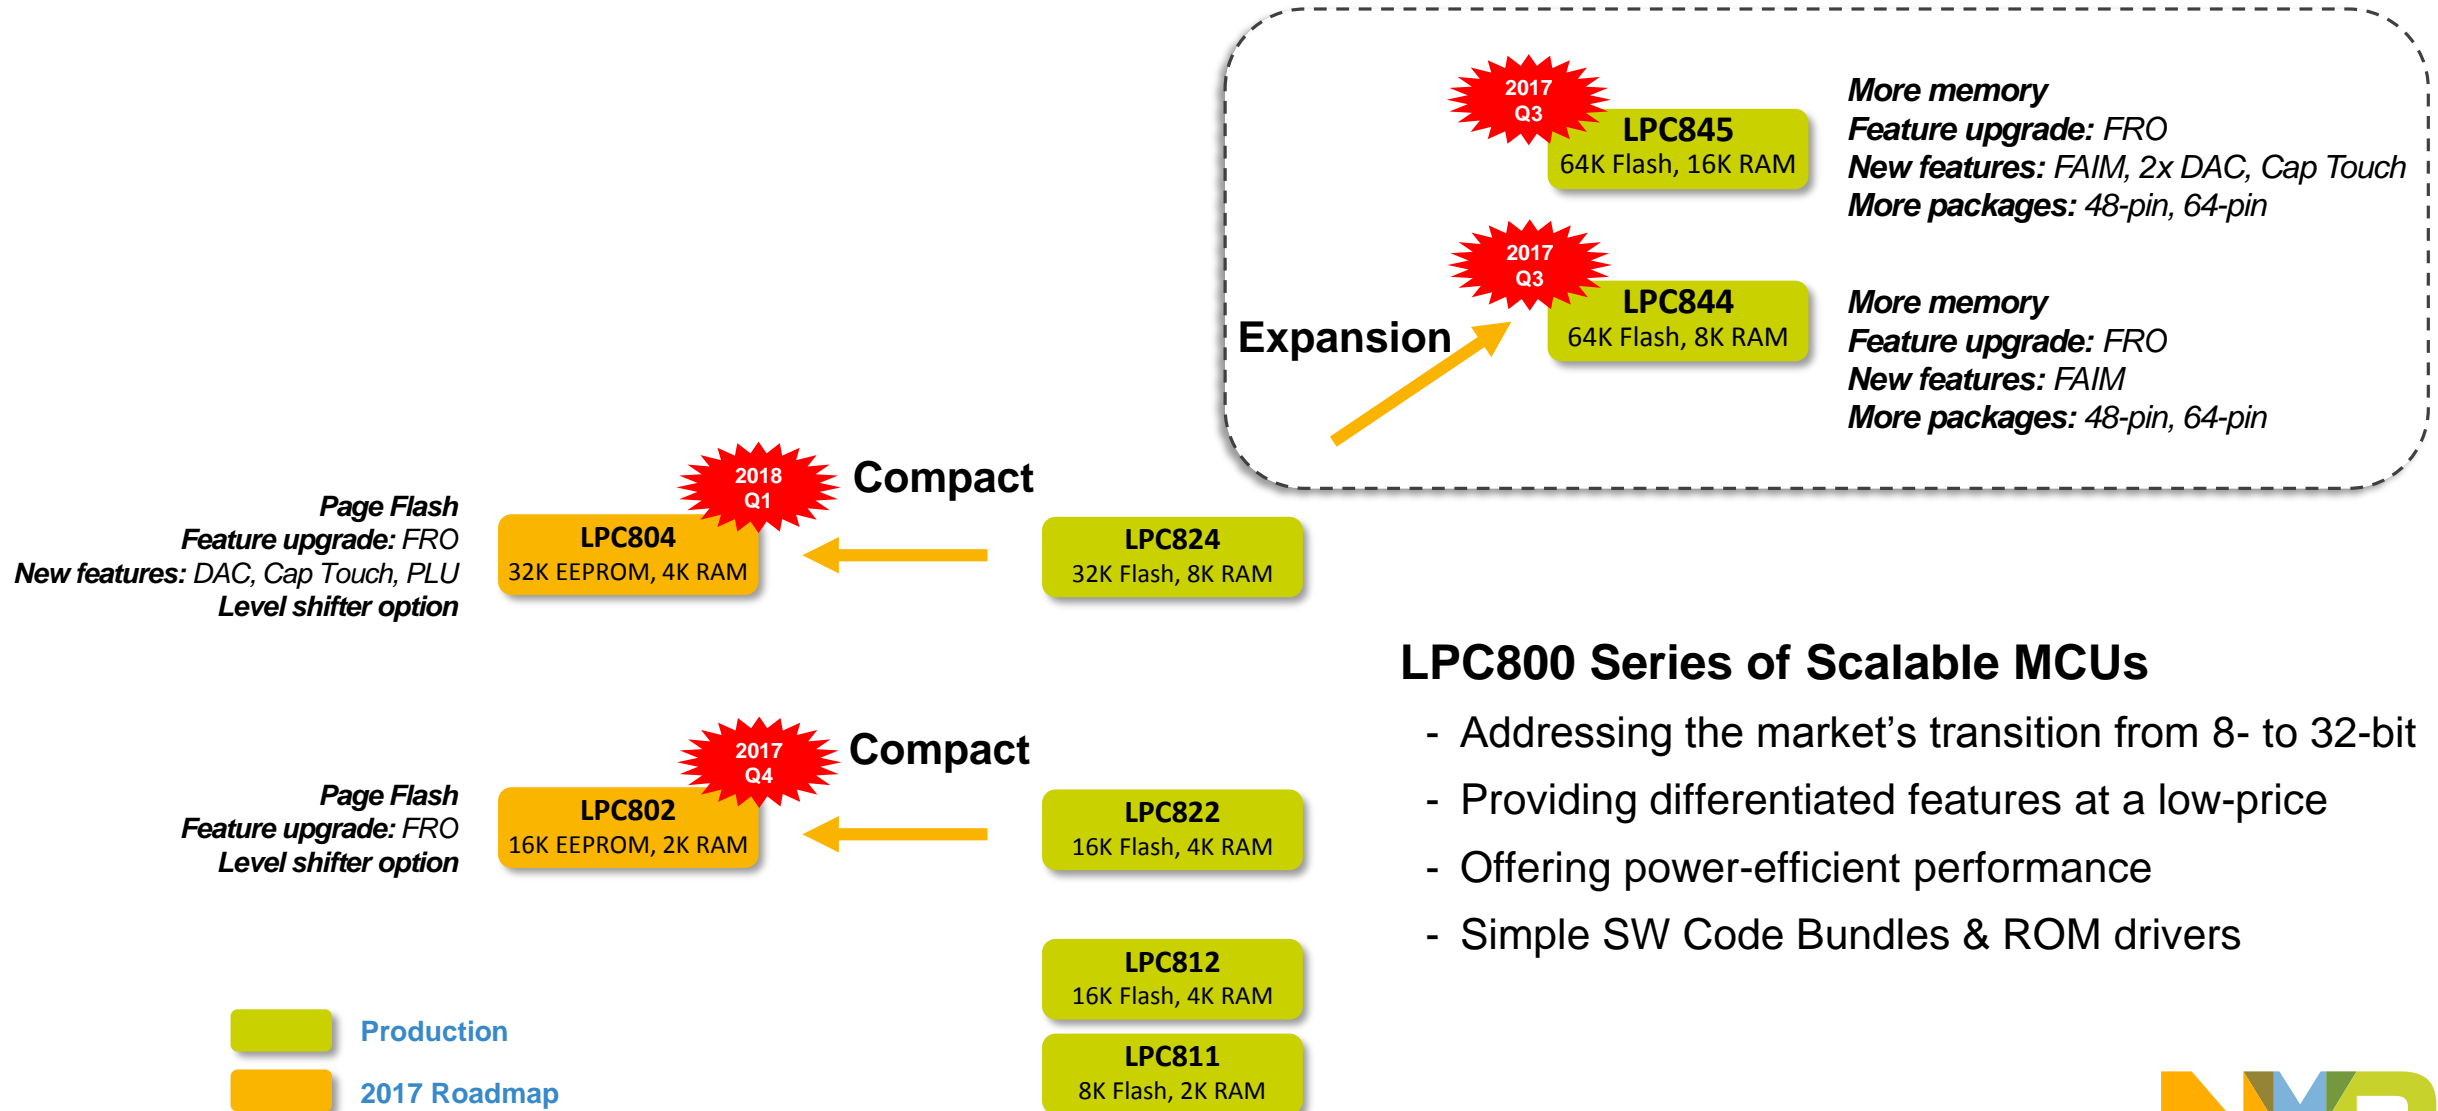 2017
Q3
LPC845
64K Flash, 16K RAM
More memory
Feature upgrade: FRO
New features: FAIM, 2x DAC, Cap Touch
More packages: 48-pin, 64-pin
2017
Q3
LPC844
64K Flash, 8K RAM
More memory
Feature upgrade: FRO
New features: FAIM
More packages: 48-pin, 64-pin
Expansion
2018
Q1
Compact
Page Flash
Feature upgrade: FRO
New features: DAC, Cap Touch, PLU
Level shifter option
LPC804
32K EEPROM, 4K RAM
LPC824
32K Flash, 8K RAM
2017
Q4
Compact
Page Flash
Feature upgrade: FRO
Level shifter option
LPC802
16K EEPROM, 2K RAM
LPC822
16K Flash, 4K RAM
LPC812
16K Flash, 4K RAM
LPC811
8K Flash, 2K RAM
LPC800 Series of Scalable MCUs
- Addressing the market’s transition from 8- to 32-bit
- Providing differentiated features at a low-price
- Offering power-efficient performance
- Simple SW Code Bundles & ROM drivers
Production
2017 Roadmap